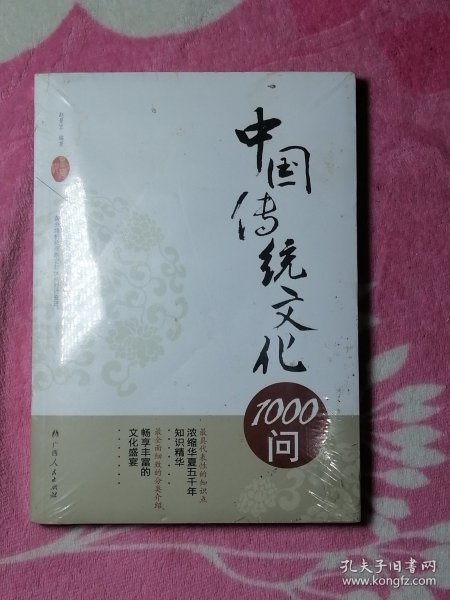 中国传统文化
1000
问
编著
最具代表性的知识点
浓缩华夏五千年
知识精华
最全面细致的分类介绍
畅享丰富的
文化盛宴
广西人民出版社
孔夫子旧书网
www.kongfz.com